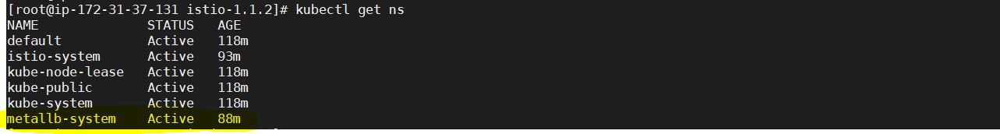 [root@ip-172-31-37-131 istio-1.1.2]# kubectl get ns
NAME STATUS AGE
default Active 118m
istio-system Active 93m
kube-node-lease Active 118m
kube-public Active 118m
kube-system Active 118m
metallb-system Active 88m